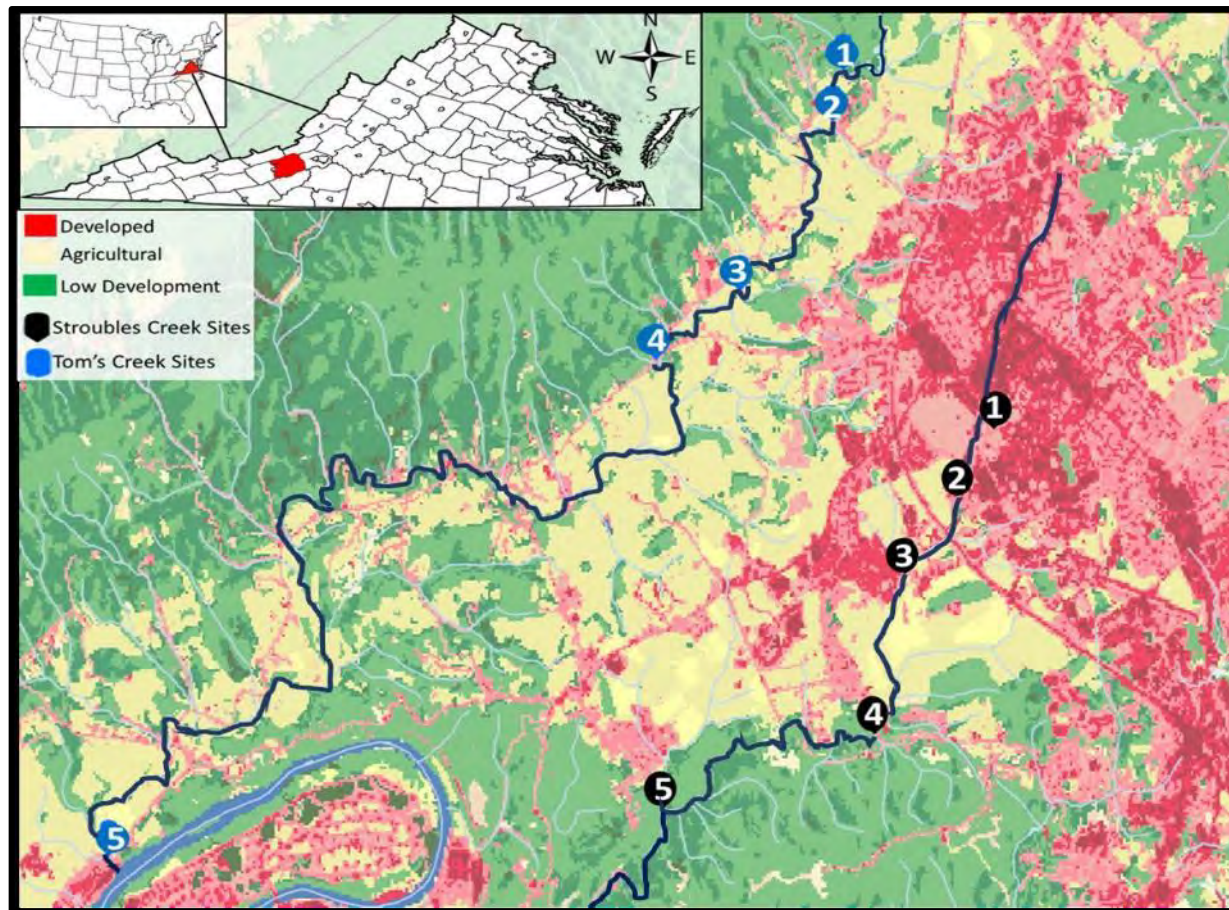 N
W E
S
Developed
Agricultural
Low Development
Stroubles Creek Sites
Tom's Creek Sites
1
2
3
4
1
2
3
4
5
5